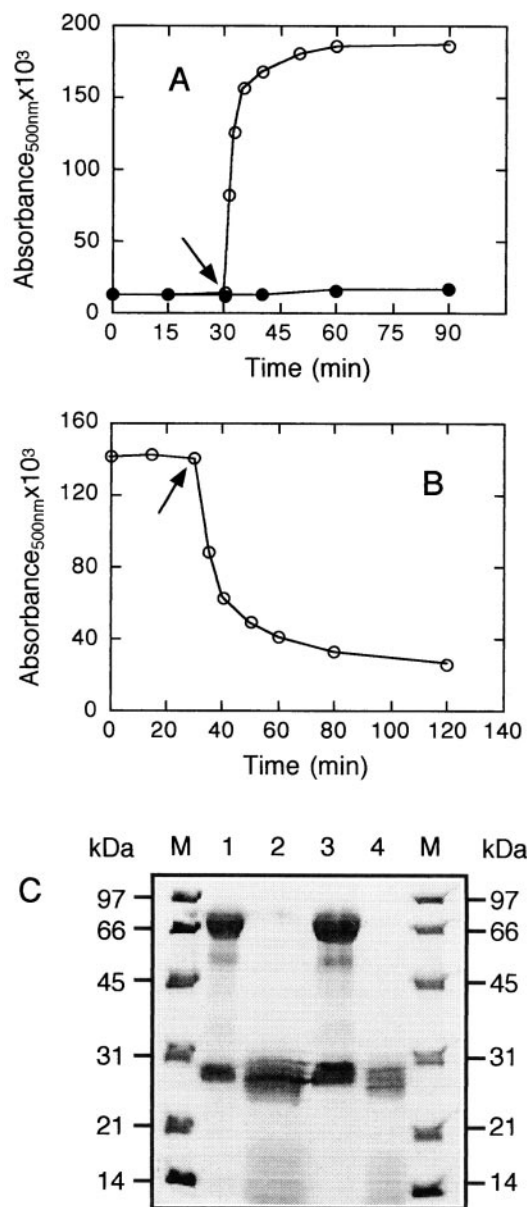 200
150
100
50
0
Absorbance500nmx10³
A
0 15 30 45 60 75 90
Time (min)
160
120
80
40
0
Absorbance500nmx10³
B
0 20 40 60 80 100 120 140
Time (min)
C
kDa M 1 2 3 4 M kDa
97 97
66 66
45 45
31 31
21 21
14 14